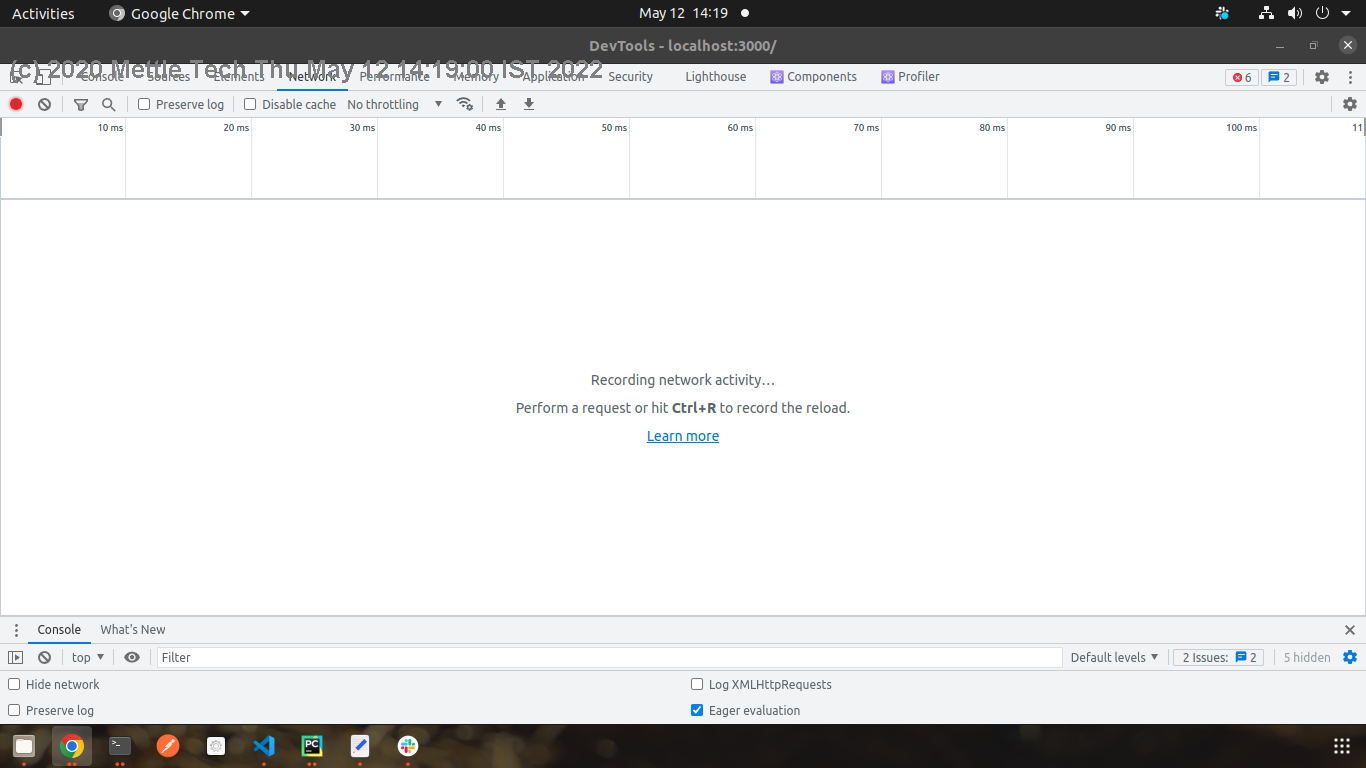 Activities Google Chrome May 12 14:19
DevTools - localhost:3000/
(c) 2020 Mettle Tech Thu May 12 14:19:00 IST 2022
Console Sources Elements Network Performance Memory Application Security Lighthouse Components Profiler 6 2
Preserve log Disable cache No throttling
10 ms 20 ms 30 ms 40 ms 50 ms 60 ms 70 ms 80 ms 90 ms 100 ms 11
Recording network activity…
Perform a request or hit Ctrl+R to record the reload.
Learn more
Console What's New
top Filter Default levels 2 Issues: 2 5 hidden
Hide network Log XMLHttpRequests
Preserve log Eager evaluation
PC